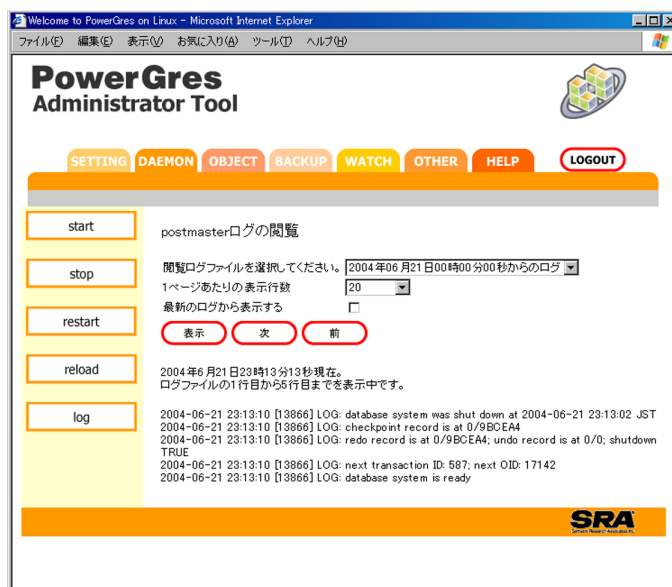 Welcome to PowerGres on Linux - Microsoft Internet Explorer
ファイル(F) 編集(E) 表示(V) お気に入り(A) ツール(T) ヘルプ(H)
PowerGres
Administrator Tool
SETTING DAEMON OBJECT BACKUP WATCH OTHER HELP LOGOUT
start
stop
restart
reload
log
postmasterログの閲覧
閲覧ログファイルを選択してください。 2004年06月21日00時00分00秒からのログ
1ページあたりの表示行数 20
最新のログから表示する
表示 次 前
2004年6月21日23時13分13秒現在。
ログファイルの1行目から5行目までを表示中です。
2004-06-21 23:13:10 [13866] LOG: database system was shut down at 2004-06-21 23:13:02 JST
2004-06-21 23:13:10 [13866] LOG: checkpoint record is at 0/9BCEA4
2004-06-21 23:13:10 [13866] LOG: redo record is at 0/9BCEA4; undo record is at 0/0; shutdown
TRUE
2004-06-21 23:13:10 [13866] LOG: next transaction ID: 587; next OID: 17142
2004-06-21 23:13:10 [13866] LOG: database system is ready
SRA
Software Research Associates, Inc.